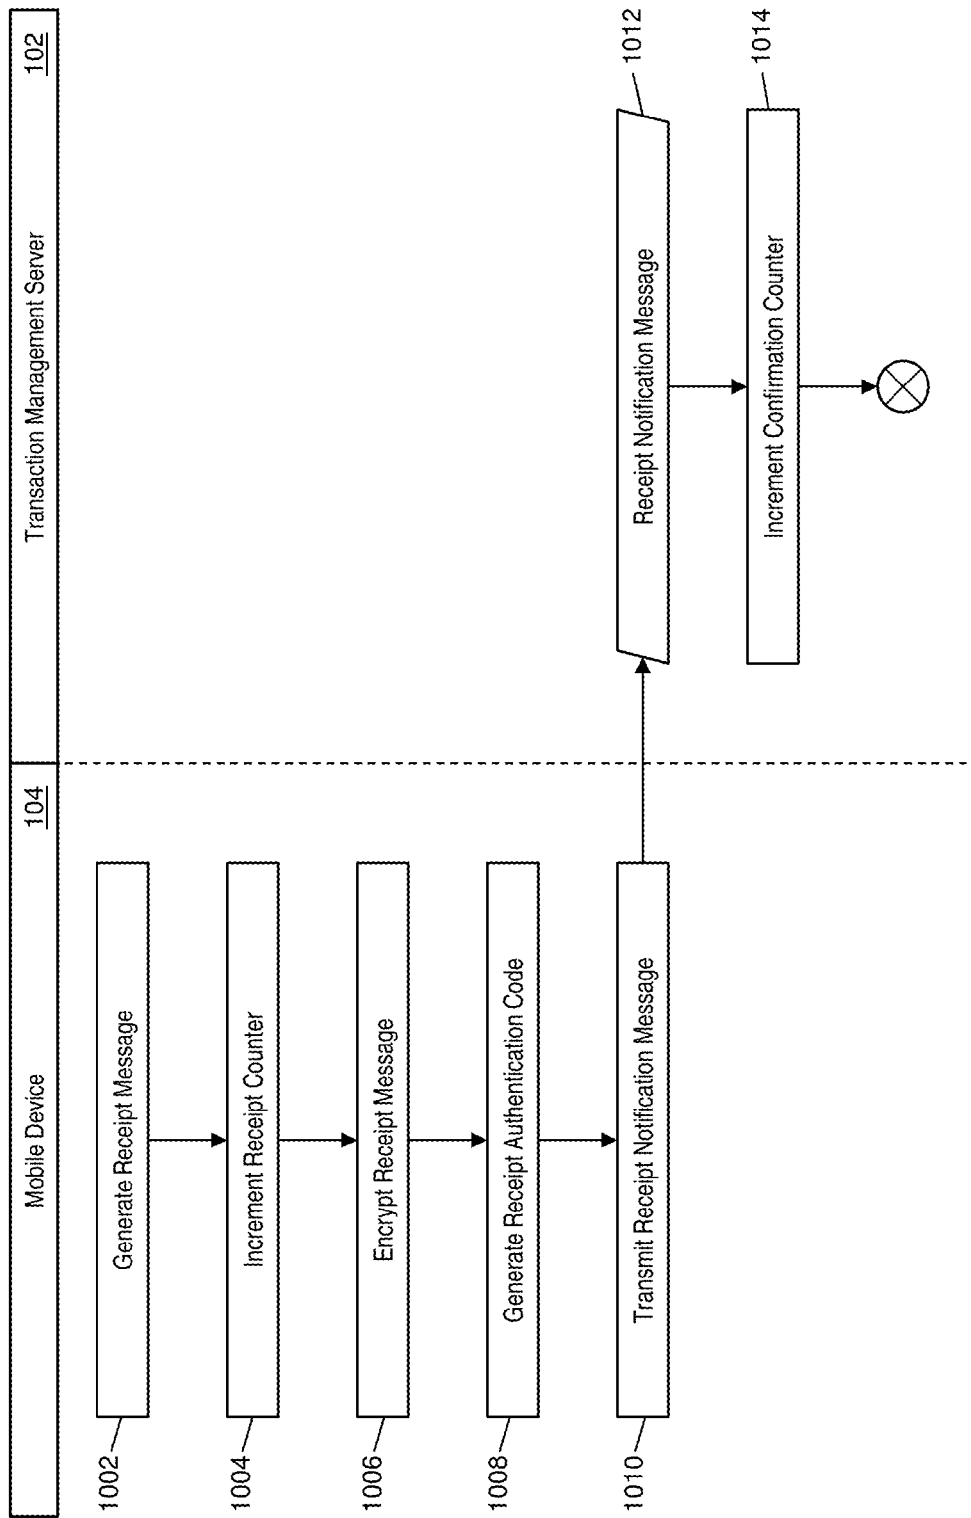 Mobile Device
104
Transaction Management Server
102
1002
Generate Receipt Message
1004
Increment Receipt Counter
1006
Encrypt Receipt Message
1008
Generate Receipt Authentication Code
1010
Transmit Receipt Notification Message
Receipt Notification Message
1012
Increment Confirmation Counter
1014